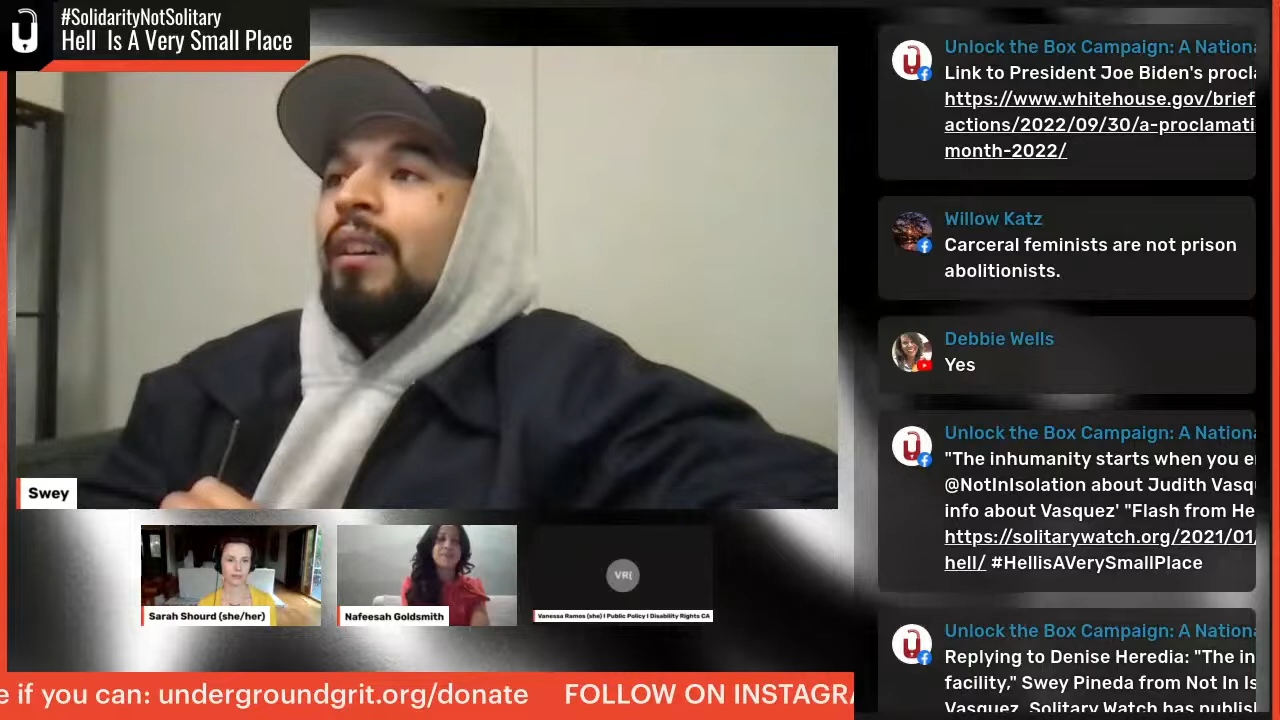 #SolidarityNotSolitary
Hell Is A Very Small Place
Swey
Sarah Shourd (she/her)
Nafeesah Goldsmith
VR(
Vanessa Ramos (she) I Public Policy I Disability Rights CA
e if you can: undergroundgrit.org/donate FOLLOW ON INSTAGRA
Unlock the Box Campaign: A Nationa
Link to President Joe Biden's procla
https://www.whitehouse.gov/brief
actions/2022/09/30/a-proclamati
month-2022/
Willow Katz
Carceral feminists are not prison
abolitionists.
Debbie Wells
Yes
Unlock the Box Campaign: A Nationa
"The inhumanity starts when you e
@NotInIsolation about Judith Vasq
info about Vasquez' "Flash from He
https://solitarywatch.org/2021/01/
hell/ #HellisAVerySmallPlace
Unlock the Box Campaign: A Nationa
Replying to Denise Heredia: "The in
facility," Swey Pineda from Not In Is
Vasquez. Solitary Watch has publis